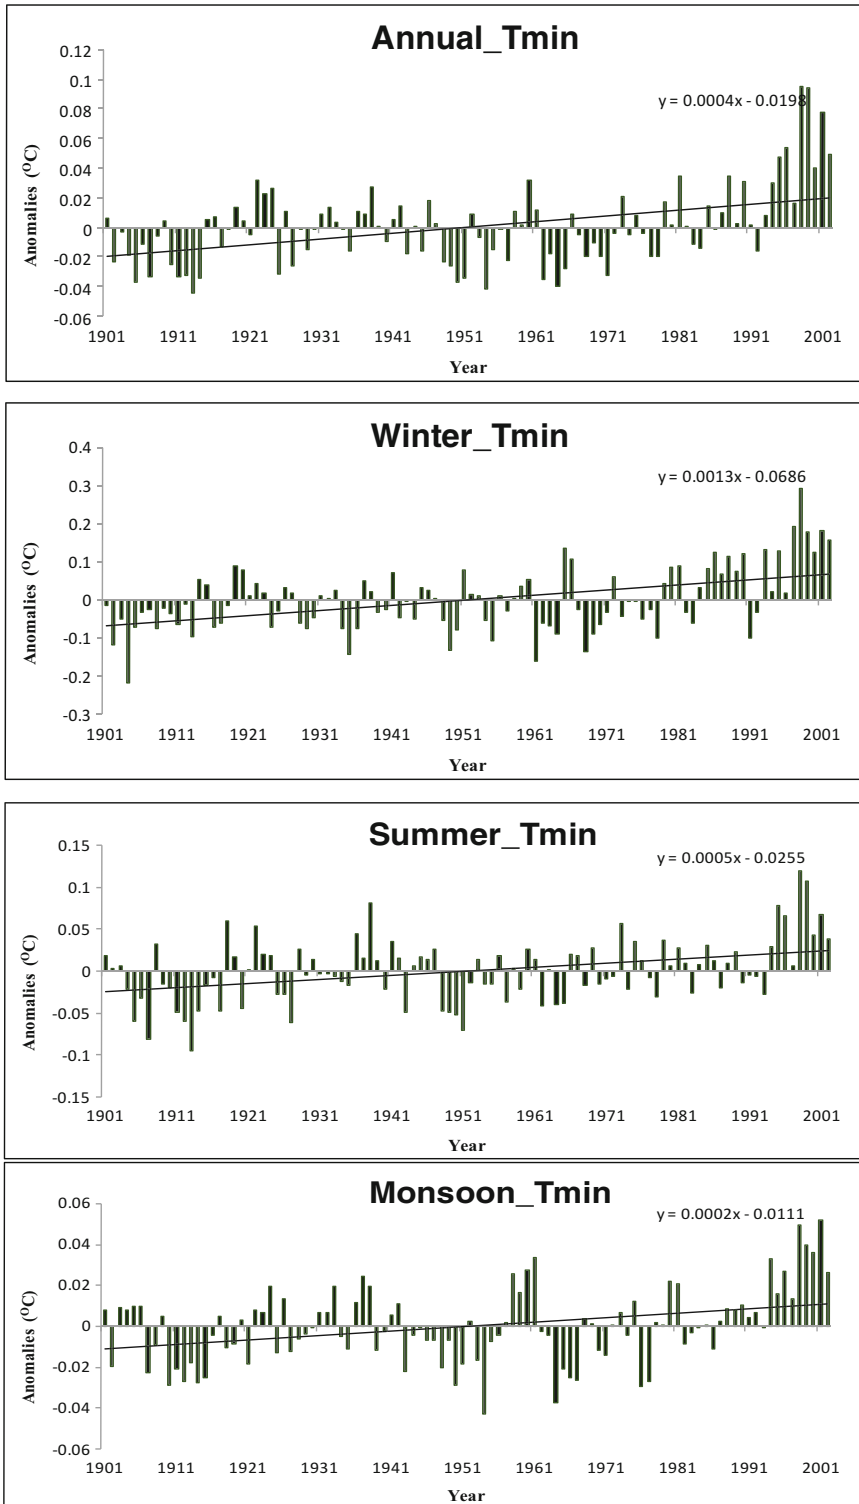 Annual_Tmin
y = 0.0004x - 0.0198
0.12
0.1
0.08
0.06
0.04
0.02
0
-0.02
-0.04
-0.06
Anomalies (⁰C)
1901 1911 1921 1931 1941 1951 1961 1971 1981 1991 2001
Year
Winter_Tmin
y = 0.0013x - 0.0686
0.4
0.3
0.2
0.1
0
-0.1
-0.2
-0.3
Anomalies (⁰C)
1901 1911 1921 1931 1941 1951 1961 1971 1981 1991 2001
Year
Summer_Tmin
y = 0.0005x - 0.0255
0.15
0.1
0.05
0
-0.05
-0.1
-0.15
Anomalies (⁰C)
1901 1911 1921 1931 1941 1951 1961 1971 1981 1991 2001
Year
Monsoon_Tmin
y = 0.0002x - 0.0111
0.06
0.04
0.02
0
-0.02
-0.04
-0.06
Anomalies (⁰C)
1901 1911 1921 1931 1941 1951 1961 1971 1981 1991 2001
Year